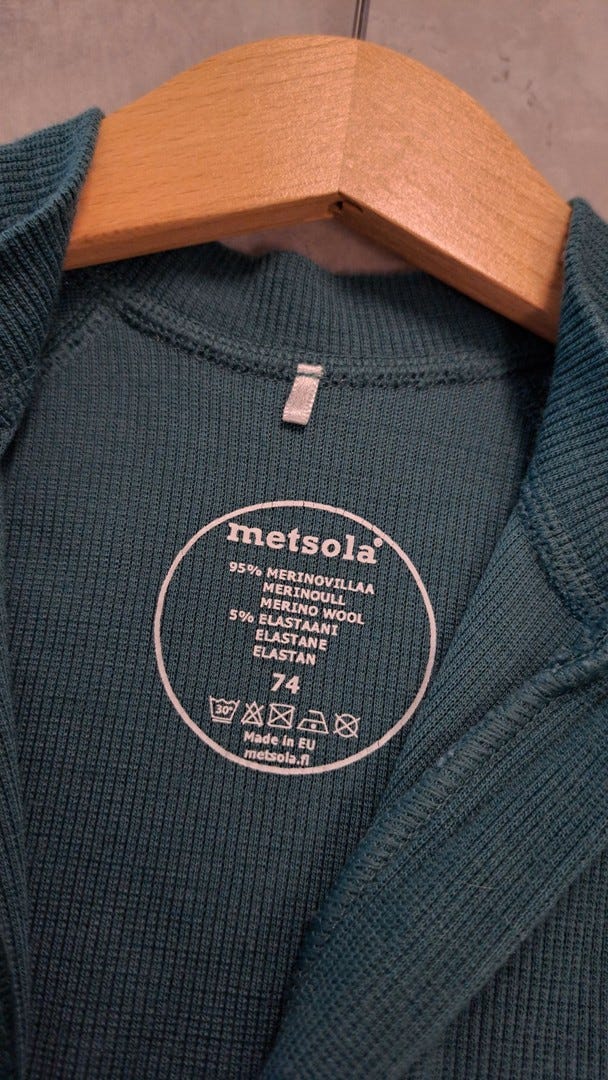 metsola®
95% MERINOVILLAA
MERINOULL
MERINO WOOL
5% ELASTAANI
ELASTANE
ELASTAN
74
30°
Made in EU
metsola.fi